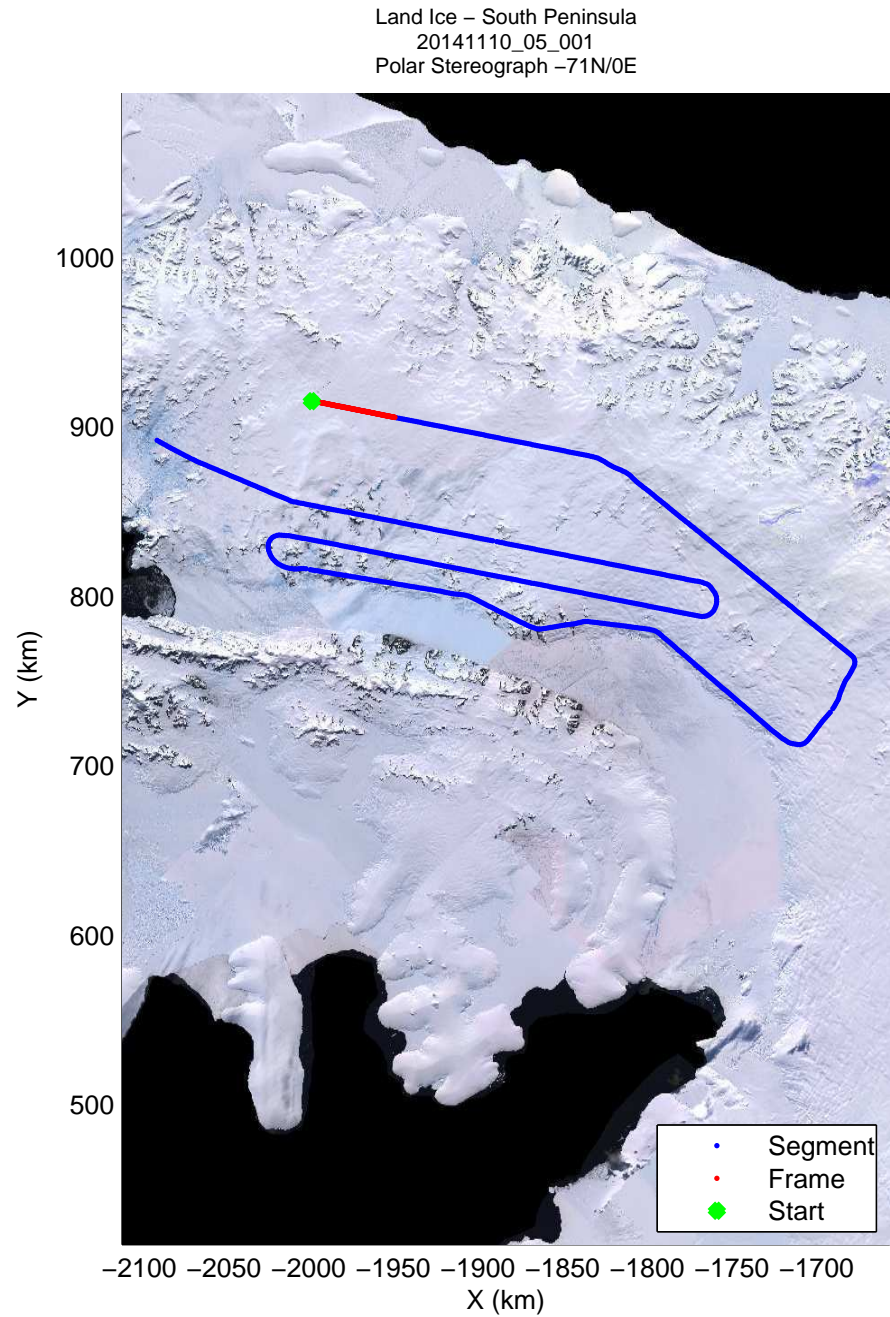 Land Ice – South Peninsula
20141110_05_001
Polar Stereograph –71N/0E
1000
900
800
700
600
500
Y (km)
Segment
Frame
Start
–2100 –2050 –2000 –1950 –1900 –1850 –1800 –1750 –1700
X (km)